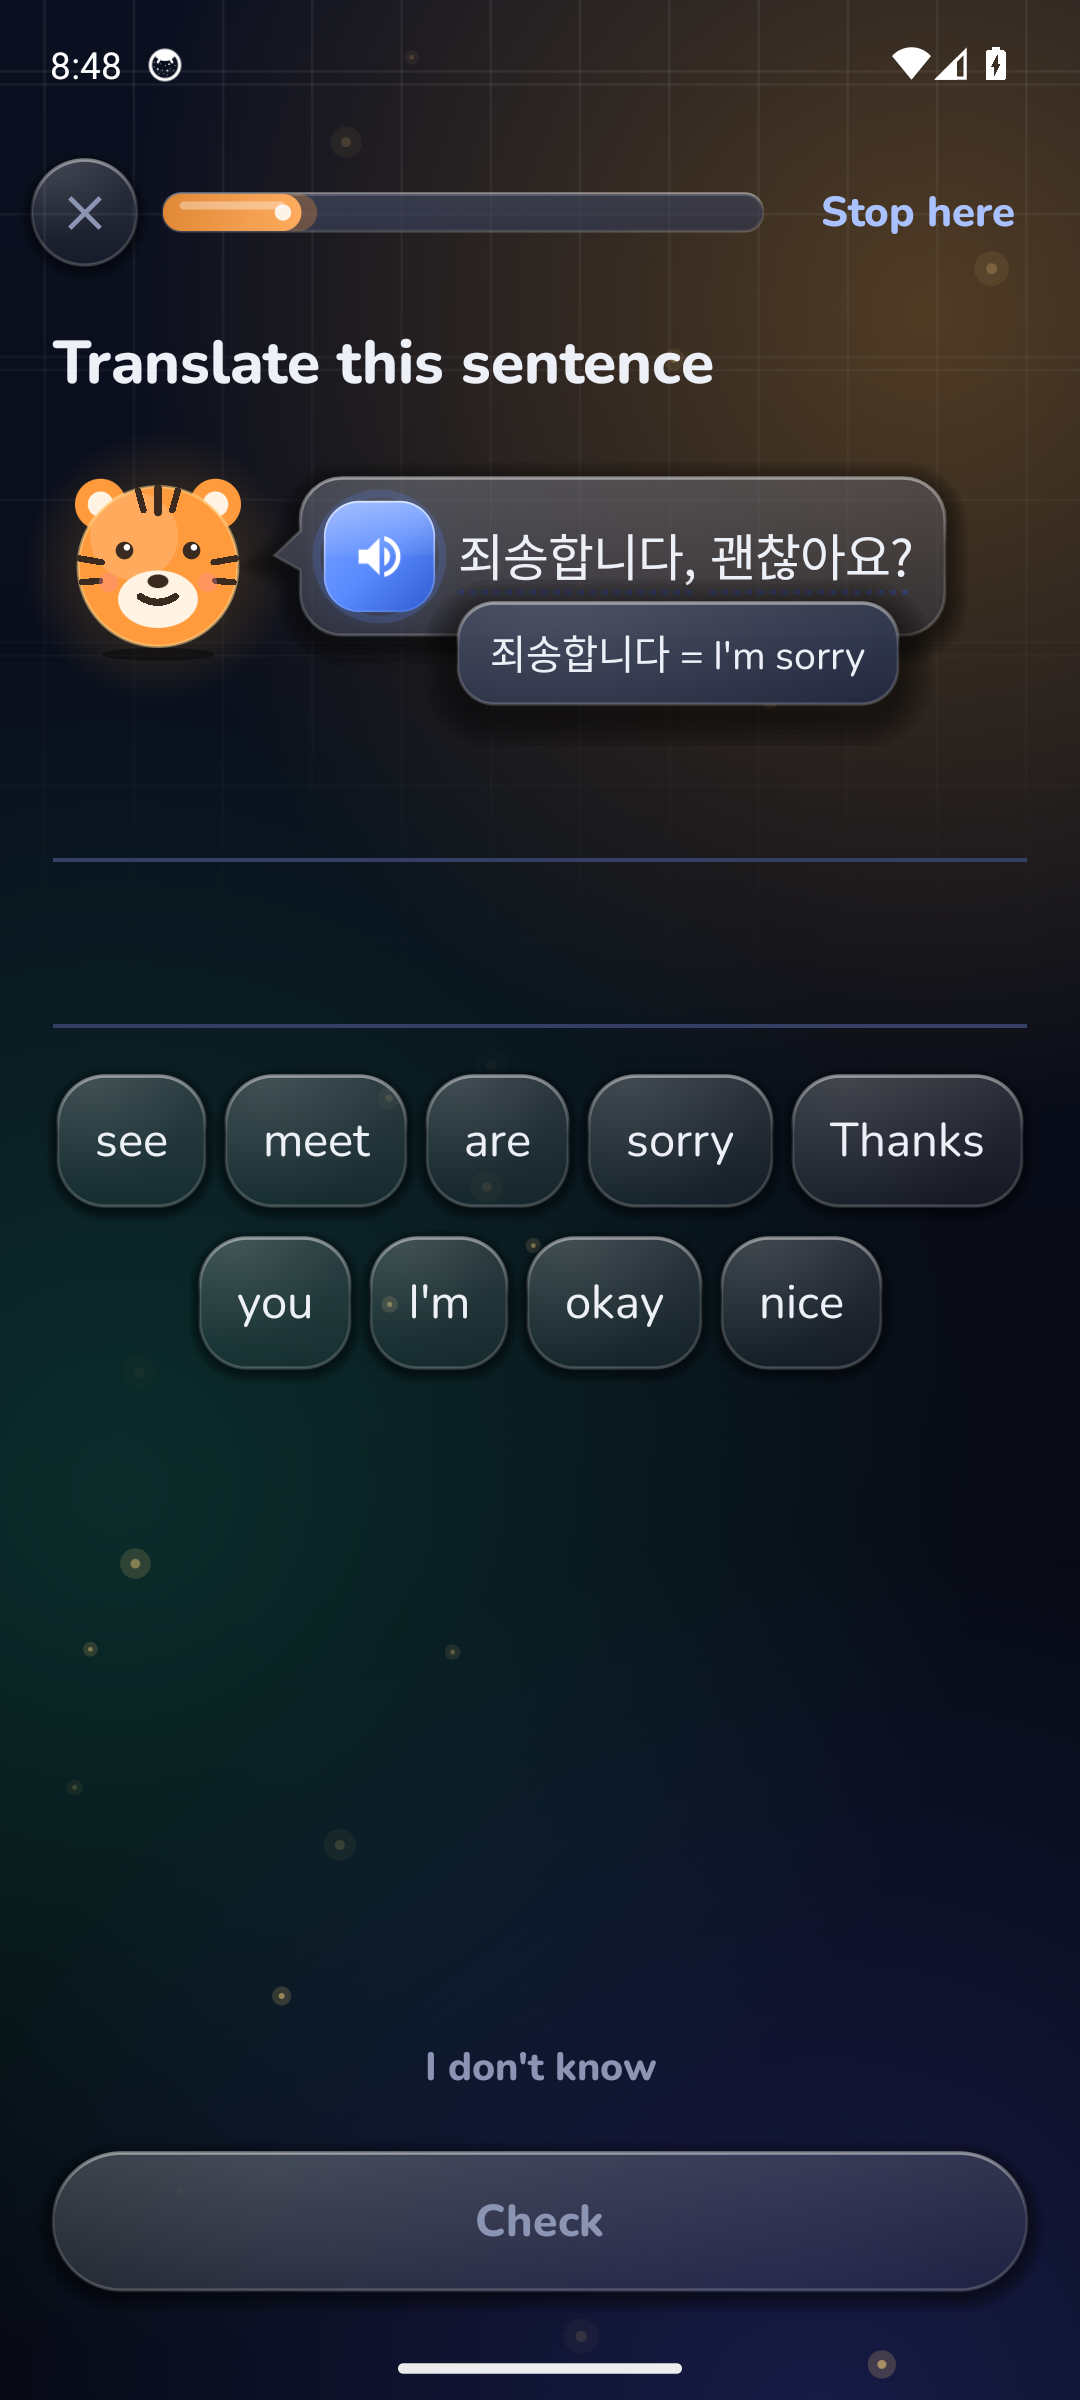 8:48
Stop here
Translate this sentence
죄송합니다, 괜찮아요?
죄송합니다 = I'm sorry
see meet are sorry Thanks
you I'm okay nice
I don't know
Check